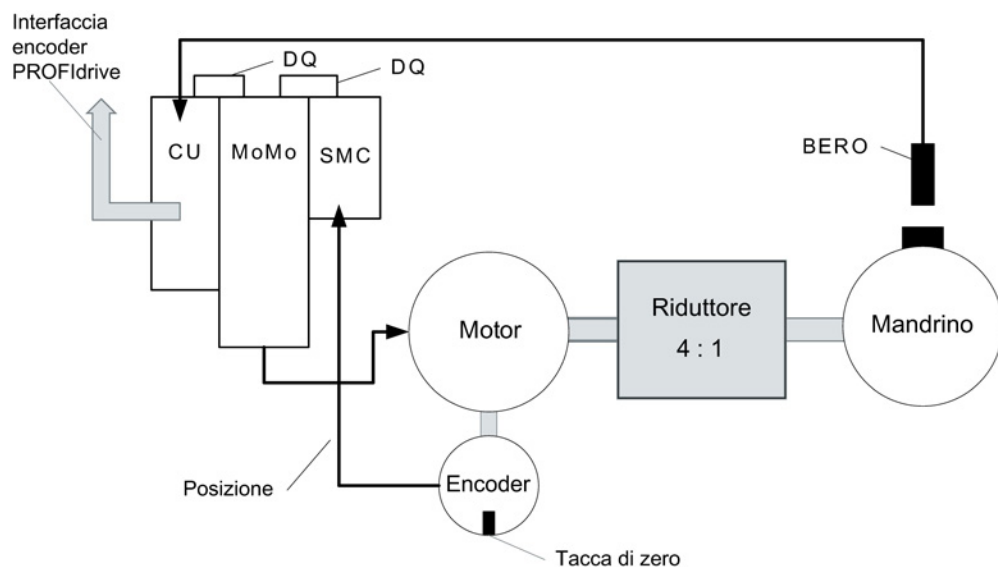 Interfaccia
encoder
PROFIdrive
DQ
DQ
CU
MoMo
SMC
BERO
Motor
Riduttore
4 : 1
Mandrino
Posizione
Encoder
Tacca di zero